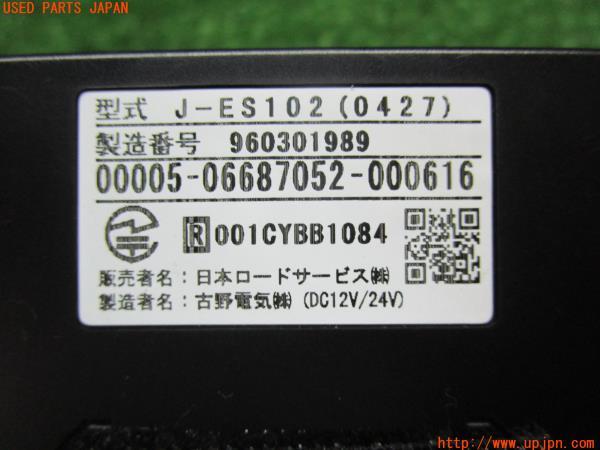 USED PARTS JAPAN
型式 J-ES102(0427)
製造番号 960301989
00005-06687052-000616
R 001CYBB1084
販売者名:日本ロードサービス㈱
製造者名:古野電気㈱ (DC12V/24V)
U.S.
http://www.upjpn.com/